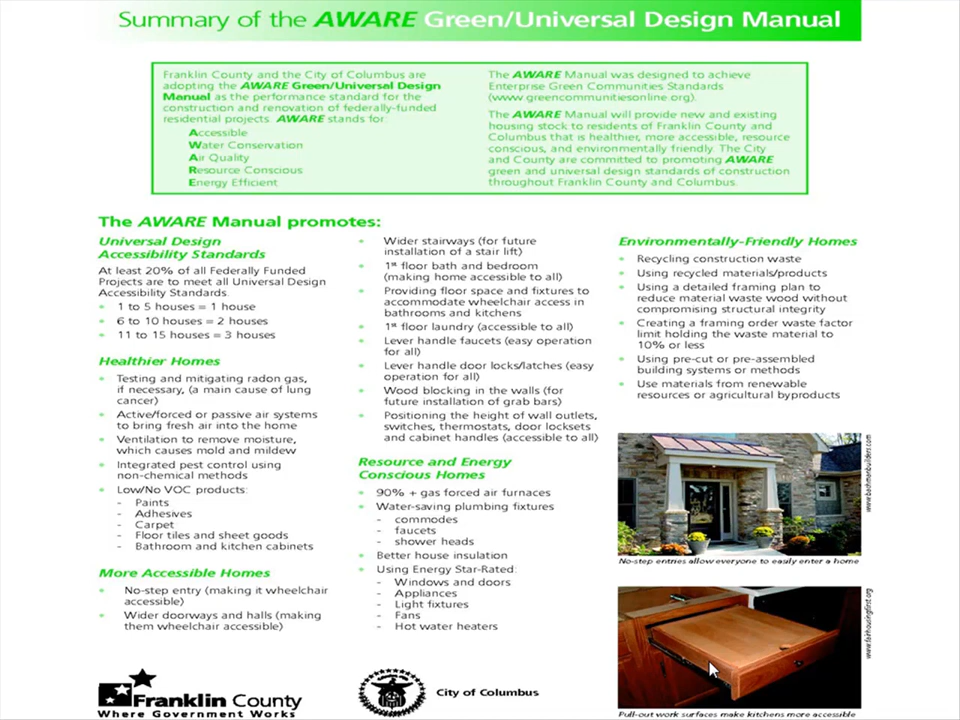 Summary of the AWARE Green/Universal Design Manual
Franklin County and the City of Columbus are
adopting the AWARE Green/Universal Design
Manual as the performance standard for the
construction and renovation of federally-funded
residential projects. AWARE stands for:
Accessible
Water Conservation
Air Quality
Resource Conscious
Energy Efficient
The AWARE Manual was designed to achieve
Enterprise Green Communities Standards
(www.greencommunitiesonline.org).
The AWARE Manual will provide new and existing
housing stock to residents of Franklin County and
Columbus that is healthier, more accessible, resource
conscious, and environmentally friendly. The City
and County are committed to promoting AWARE
green and universal design standards of construction
throughout Franklin County and Columbus.
The AWARE Manual promotes:
Universal Design
Accessibility Standards
At least 20% of all Federally Funded
Projects are to meet all Universal Design
Accessibility Standards.
• 1 to 5 houses = 1 house
• 6 to 10 houses = 2 houses
• 11 to 15 houses = 3 houses
Healthier Homes
• Testing and mitigating radon gas,
if necessary, (a main cause of lung
cancer)
• Active/forced or passive air systems
to bring fresh air into the home
• Ventilation to remove moisture,
which causes mold and mildew
• Integrated pest control using
non-chemical methods
• Low/No VOC products:
- Paints
- Adhesives
- Carpet
- Floor tiles and sheet goods
- Bathroom and kitchen cabinets
More Accessible Homes
• No-step entry (making it wheelchair
accessible)
• Wider doorways and halls (making
them wheelchair accessible)
• Wider stairways (for future
installation of a stair lift)
• 1st floor bath and bedroom
(making home accessible to all)
• Providing floor space and fixtures to
accommodate wheelchair access in
bathrooms and kitchens
• 1st floor laundry (accessible to all)
• Lever handle faucets (easy operation
for all)
• Lever handle door locks/latches (easy
operation for all)
• Wood blocking in the walls (for
future installation of grab bars)
• Positioning the height of wall outlets,
switches, thermostats, door locksets
and cabinet handles (accessible to all)
Resource and Energy
Conscious Homes
• 90% + gas forced air furnaces
• Water-saving plumbing fixtures
- commodes
- faucets
- shower heads
• Better house insulation
• Using Energy Star-Rated:
- Windows and doors
- Appliances
- Light fixtures
- Fans
- Hot water heaters
Environmentally-Friendly Homes
• Recycling construction waste
• Using recycled materials/products
• Using a detailed framing plan to
reduce material waste wood without
compromising structural integrity
• Creating a framing order waste factor
limit holding the waste material to
10% or less
• Using pre-cut or pre-assembled
building systems or methods
• Use materials from renewable
resources or agricultural byproducts
www.bachmanbuilders.com
No-step entries allow everyone to easily enter a home
www.fairhousingfirst.org
Pull-out work surfaces make kitchens more accessible
Franklin County
Where Government Works
City of Columbus